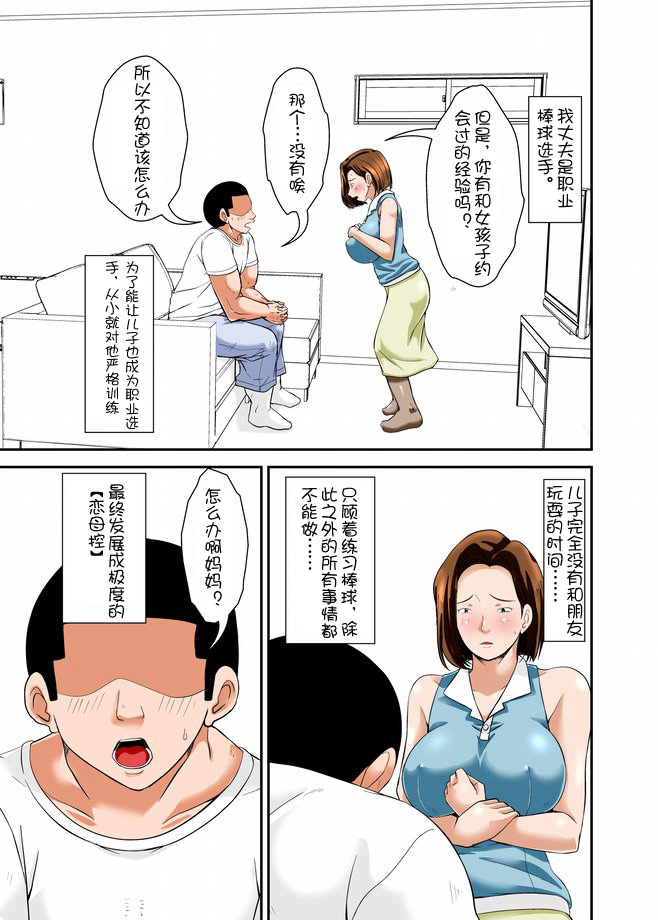 我丈夫是职业
棒球选手。
但是，你有和女孩子约
会过的经验吗？
那个…没有唉
所以不知道该怎么办
为了能让儿子也成为职业选
手，从小就对他严格训练
儿子完全没有和朋友
玩耍的时间……
只顾着练习棒球，除
此之外的所有事情都
不能做……
怎么办啊妈妈？
最终发展成极度的
【恋母控】